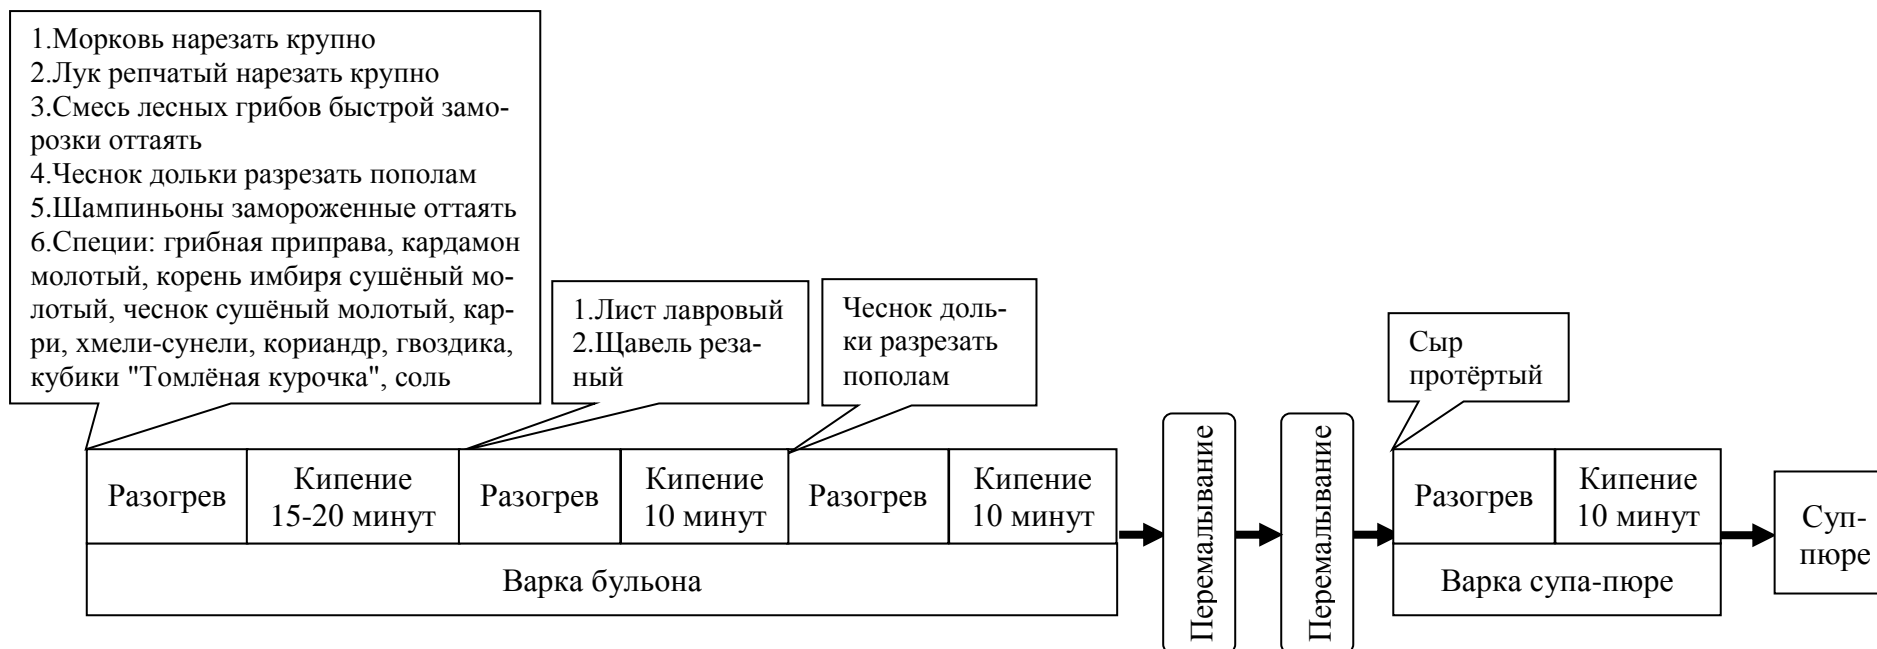 1.Морковь нарезать крупно
2.Лук репчатый нарезать крупно
3.Смесь лесных грибов быстрой замо-
розки оттаять
4.Чеснок дольки разрезать пополам
5.Шампиньоны замороженные оттаять
6.Специи: грибная приправа, кардамон
молотый, корень имбиря сушёный мо-
лотый, чеснок сушёный молотый, кар-
ри, хмели-сунели, кориандр, гвоздика,
кубики "Томлёная курочка", соль
1.Лист лавровый
2.Щавель реза-
ный
Чеснок доль-
ки разрезать
пополам
Сыр
протёртый
Разогрев
Кипение
15-20 минут
Разогрев
Кипение
10 минут
Разогрев
Кипение
10 минут
Варка бульона
Перемалывание
Перемалывание
Разогрев
Кипение
10 минут
Варка супа-пюре
Суп-
пюре